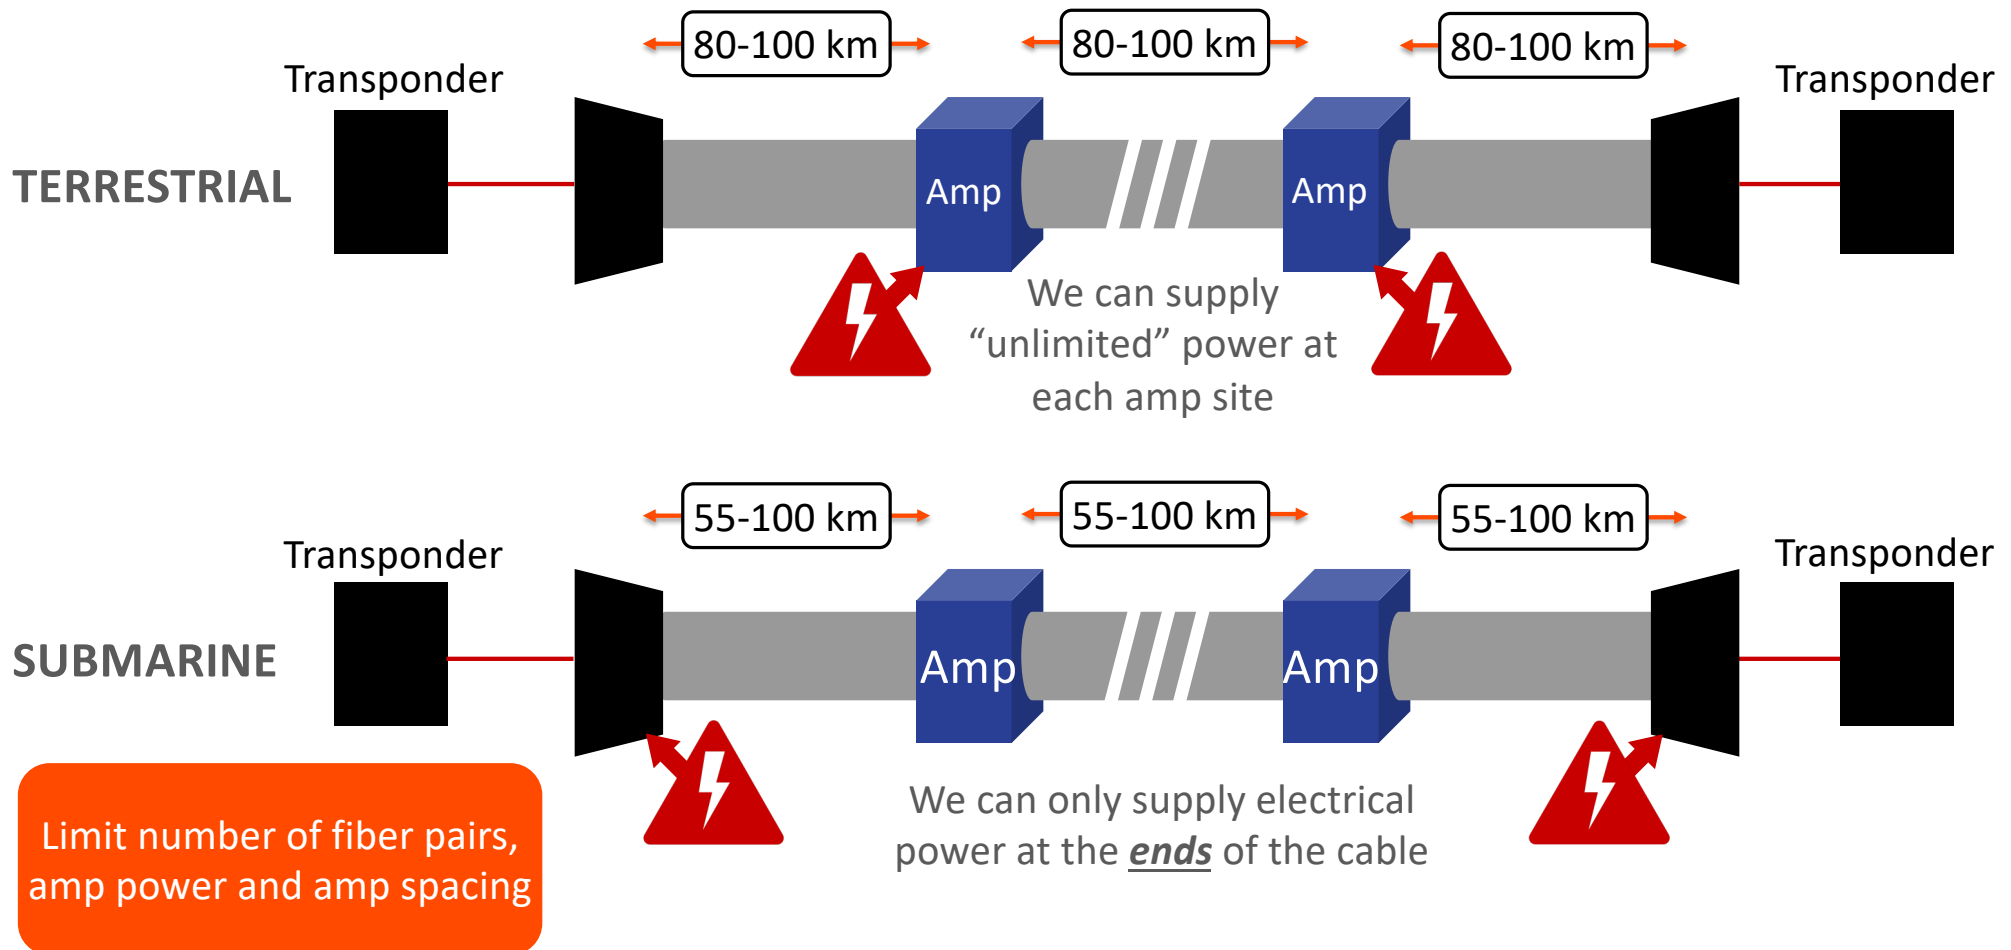 80-100 km
80-100 km
80-100 km
Transponder
Transponder
TERRESTRIAL
Amp
Amp
We can supply
“unlimited” power at
each amp site
55-100 km
55-100 km
55-100 km
Transponder
Transponder
SUBMARINE
Amp
Amp
We can only supply electrical
power at the ends of the cable
Limit number of fiber pairs,
amp power and amp spacing